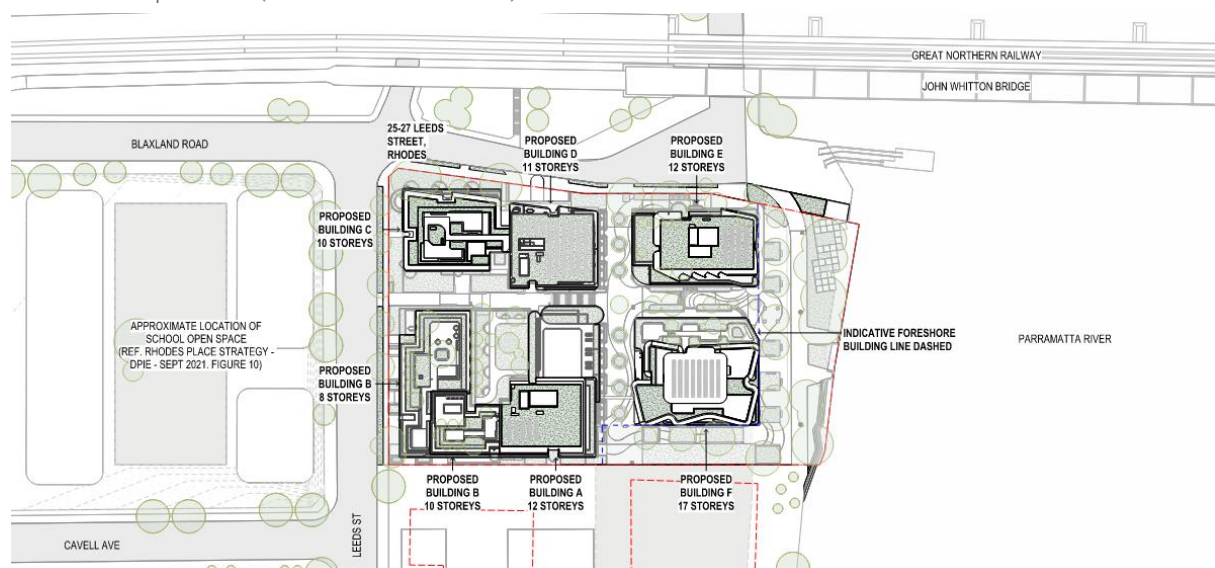 GREAT NORTHERN RAILWAY
JOHN WHITTON BRIDGE
BLAXLAND ROAD
25-27 LEEDS
STREET,
RHODES
PROPOSED
BUILDING D
11 STOREYS
PROPOSED
BUILDING E
12 STOREYS
PROPOSED
BUILDING C
10 STOREYS
APPROXIMATE LOCATION OF
SCHOOL OPEN SPACE
(REF. RHODES PLACE STRATEGY -
DPIE - SEPT 2021. FIGURE 10)
INDICATIVE FORESHORE
BUILDING LINE DASHED
PARRAMATTA RIVER
PROPOSED
BUILDING B
8 STOREYS
PROPOSED
BUILDING B
10 STOREYS
PROPOSED
BUILDING A
12 STOREYS
PROPOSED
BUILDING F
17 STOREYS
LEEDS ST
CAVELL AVE